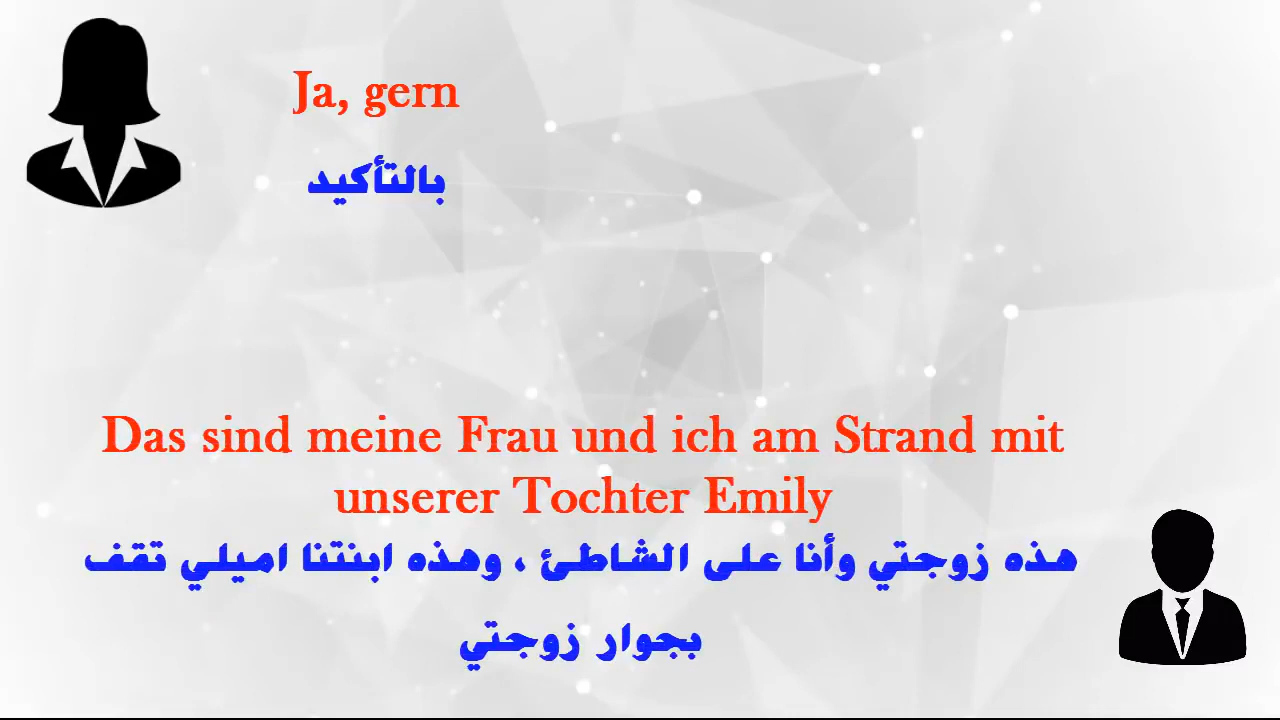 Ja, gern
بالتأكيد
Das sind meine Frau und ich am Strand mit
unserer Tochter Emily
هذه زوجتي وأنا على الشاطئ ، وهذه ابنتنا اميلي تقف
بجوار زوجتي